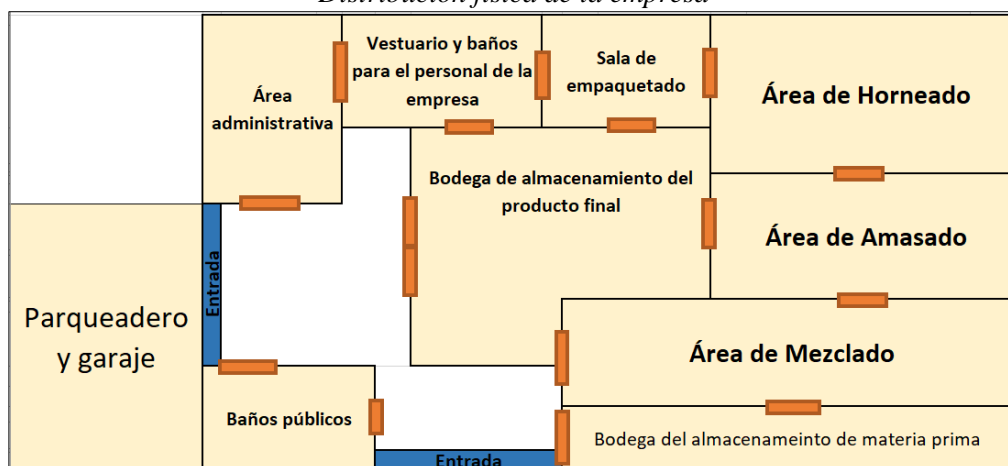 Distribución física de la empresa
Área
administrativa
Vestuario y baños
para el personal de la
empresa
Sala de
empaquetado
Área de Horneado
Bodega de almacenamiento del
producto final
Área de Amasado
Entrada
Parqueadero
y garaje
Área de Mezclado
Baños públicos
Bodega del almacenameinto de materia prima
Entrada